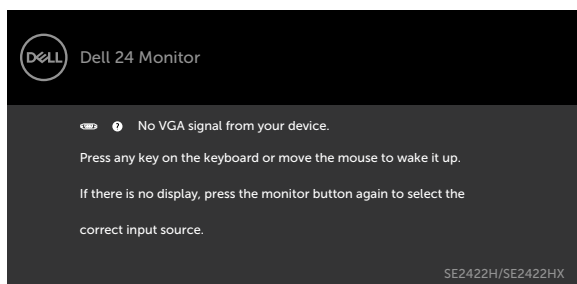 DELL
Dell 24 Monitor
? No VGA signal from your device.
Press any key on the keyboard or move the mouse to wake it up.
If there is no display, press the monitor button again to select the
correct input source.
SE2422H/SE2422HX